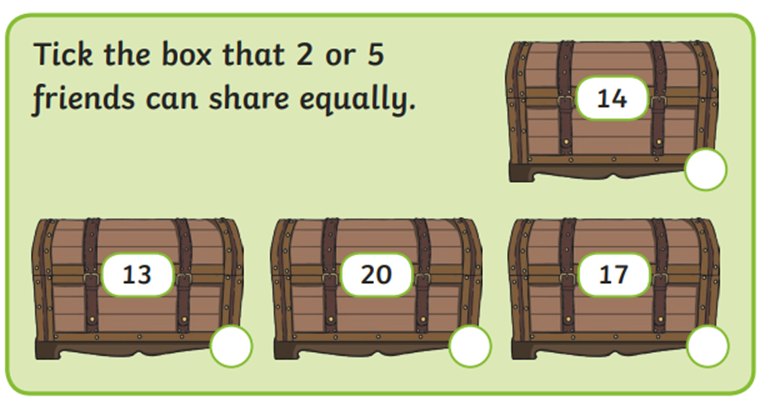 Tick the box that 2 or 5
friends can share equally.
14
13
20
17